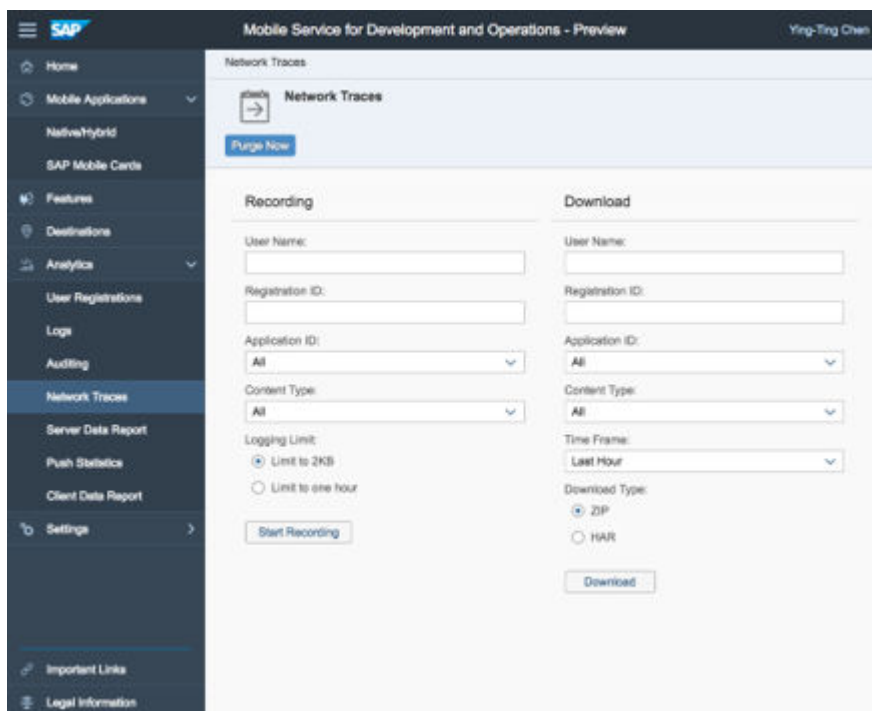 SAP Mobile Service for Development and Operations - Preview Ying-Ting Chen
Home
Mobile Applications
Native/Hybrid
SAP Mobile Cards
Features
Destinations
Analytics
User Registrations
Logs
Auditing
Network Traces
Server Data Report
Push Statistics
Client Data Report
Settings
Important Links
Legal Information
Network Traces
Network Traces
Purge Now
Recording
User Name:
Registration ID:
Application ID:
All
Content Type:
All
Logging Limit:
Limit to 2KB
Limit to one hour
Start Recording
Download
User Name:
Registration ID:
Application ID:
All
Content Type:
All
Time Frame:
Last Hour
Download Type:
ZIP
HAR
Download